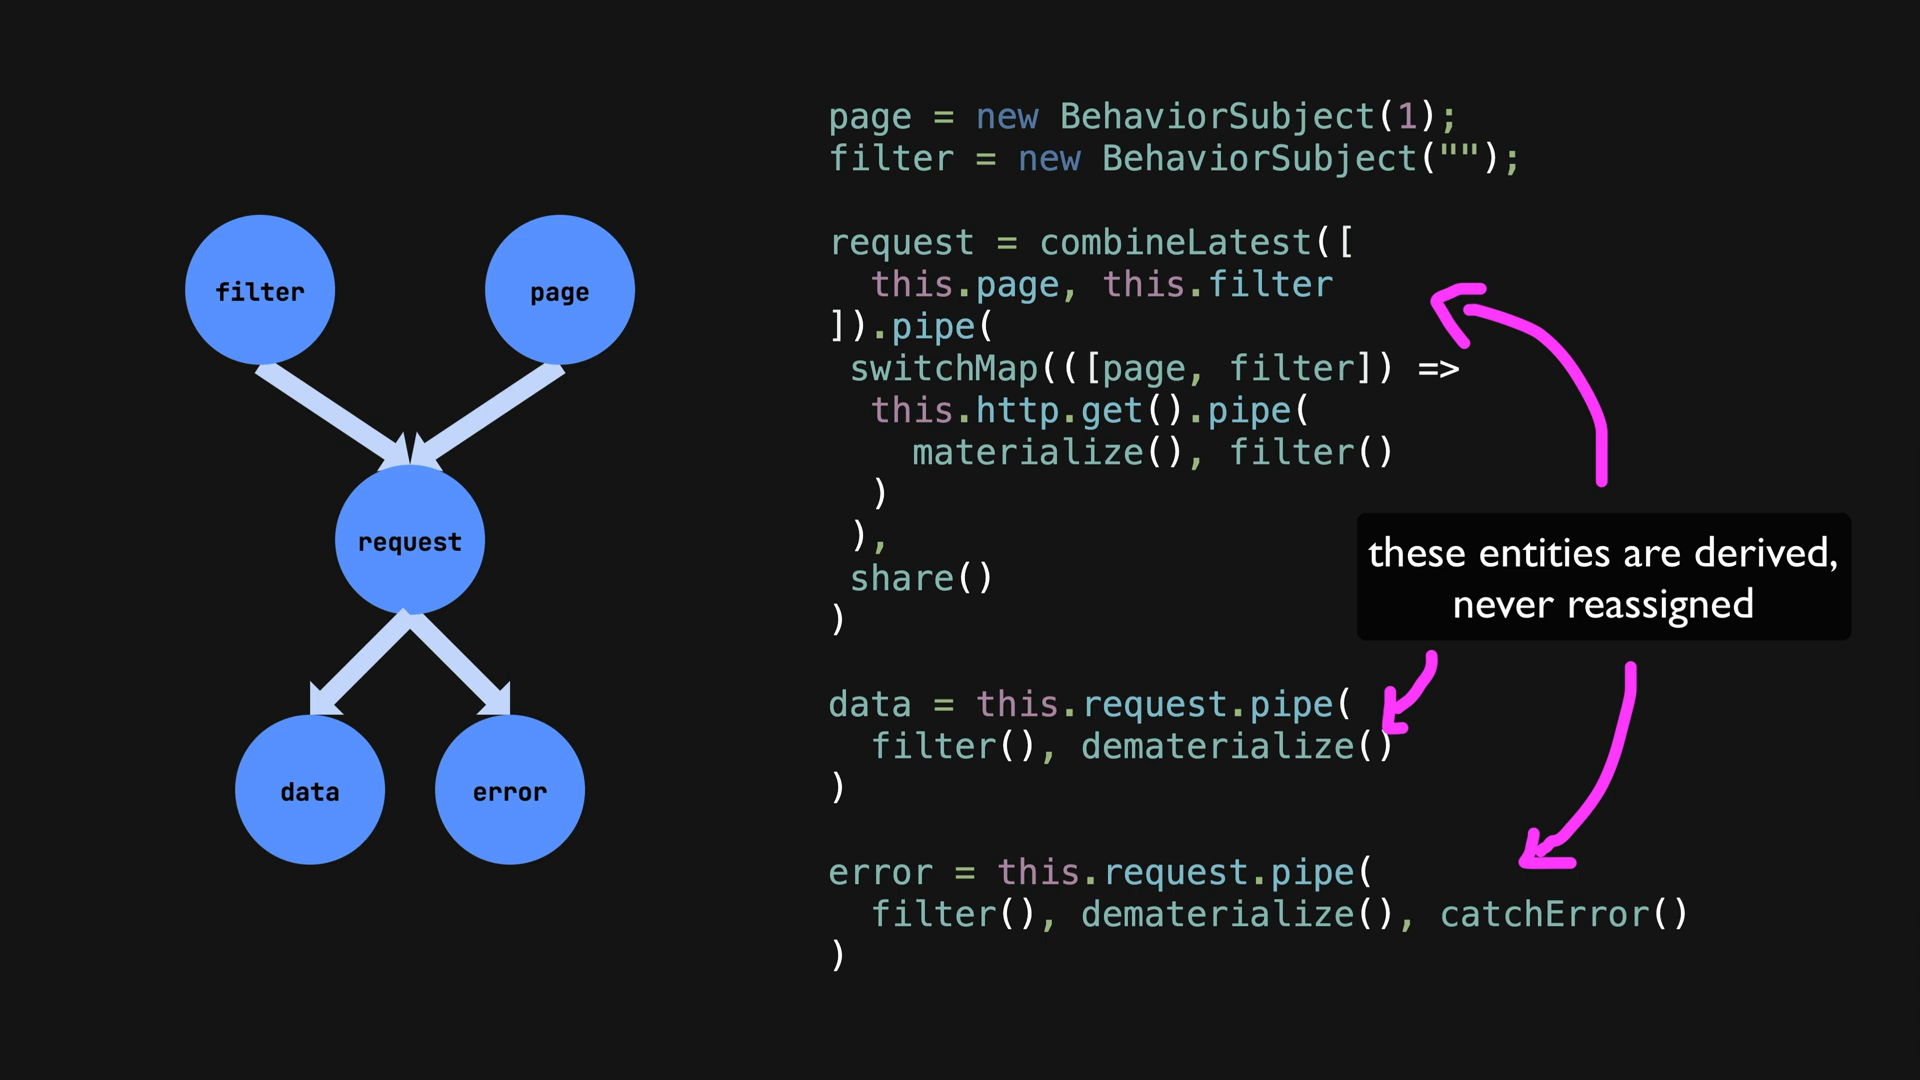 filter
page
request
data
error
page = new BehaviorSubject(1);
filter = new BehaviorSubject("");
request = combineLatest([
  this.page, this.filter
]).pipe(
 switchMap(([page, filter]) =>
  this.http.get().pipe(
    materialize(), filter()
  )
 ),
 share()
)
data = this.request.pipe(
  filter(), dematerialize()
)
error = this.request.pipe(
  filter(), dematerialize(), catchError()
)
these entities are derived,
never reassigned